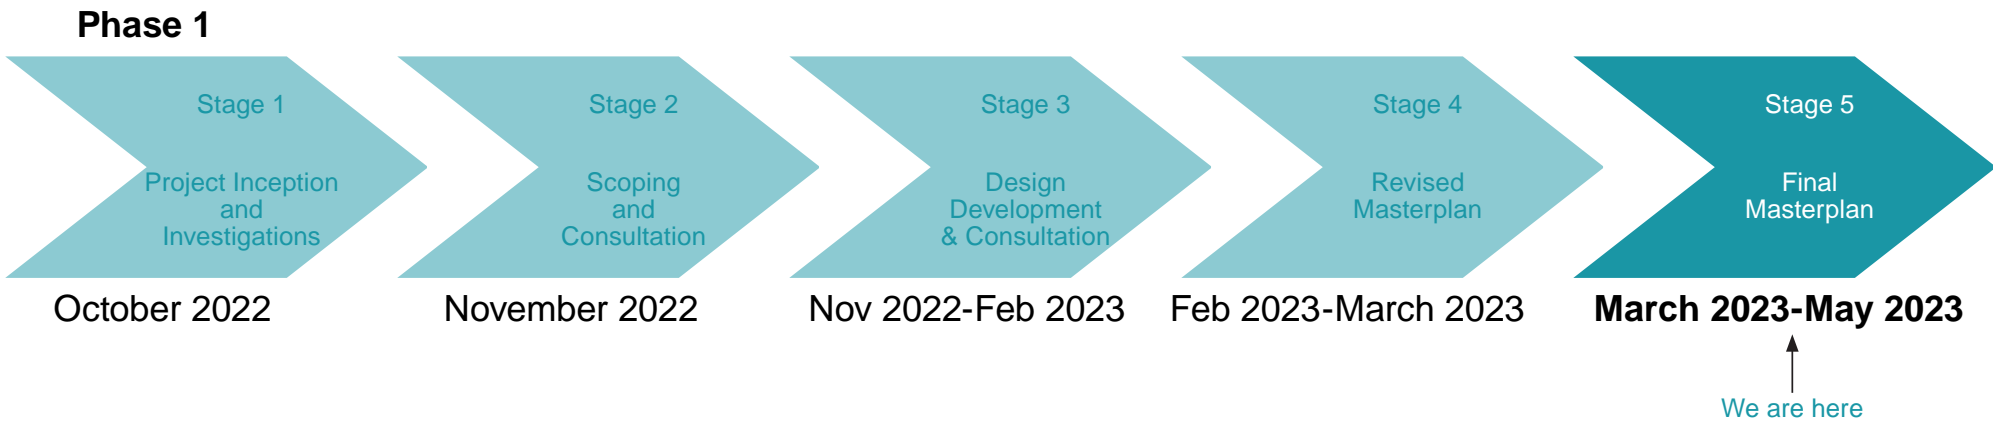 Phase 1
Stage 1
Project Inception
and
Investigations
October 2022
Stage 2
Scoping
and
Consultation
November 2022
Stage 3
Design
Development
& Consultation
Nov 2022-Feb 2023
Stage 4
Revised
Masterplan
Feb 2023-March 2023
Stage 5
Final
Masterplan
March 2023-May 2023
We are here